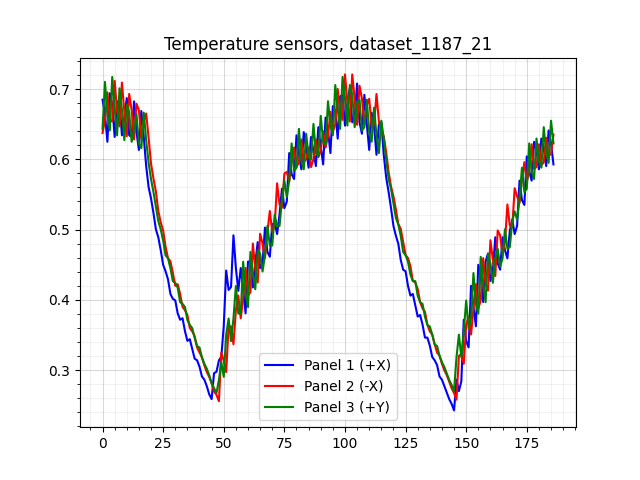 Temperature sensors, dataset_1187_21
0.7
0.6
0.5
0.4
0.3
Panel 1 (+X)
Panel 2 (-X)
Panel 3 (+Y)
0 25 50 75 100 125 150 175